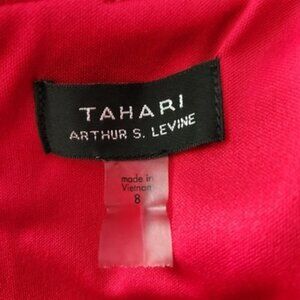 TAHARI
ARTHUR S. LEVINE
made in
Vietnam
8